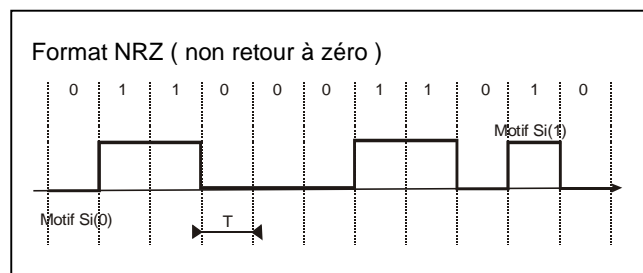 Format NRZ ( non retour à zéro )
0 1 1 0 0 0 1 1 0 1 0
Motif Si(1)
Motif Si(0)
T